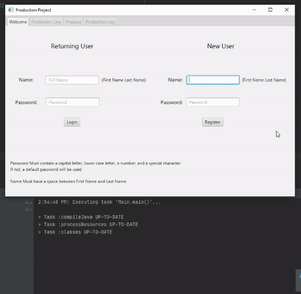 Production Project
Welcome Production Line Produce Production Log
Returning User New User
Name: Full Name (First Name Last Name) Name: (First Name Last Name)
Password: Password Password: Password
Login Register
Password Must contain a capital letter, lower case letter, a number, and a special character
If not, a default password will be used.
Name Must have a space between First and Last Name
2:54:48 PM: Executing task 'Main.main()'...
> Task :compileJava UP-TO-DATE
> Task :processResources UP-TO-DATE
> Task :classes UP-TO-DATE